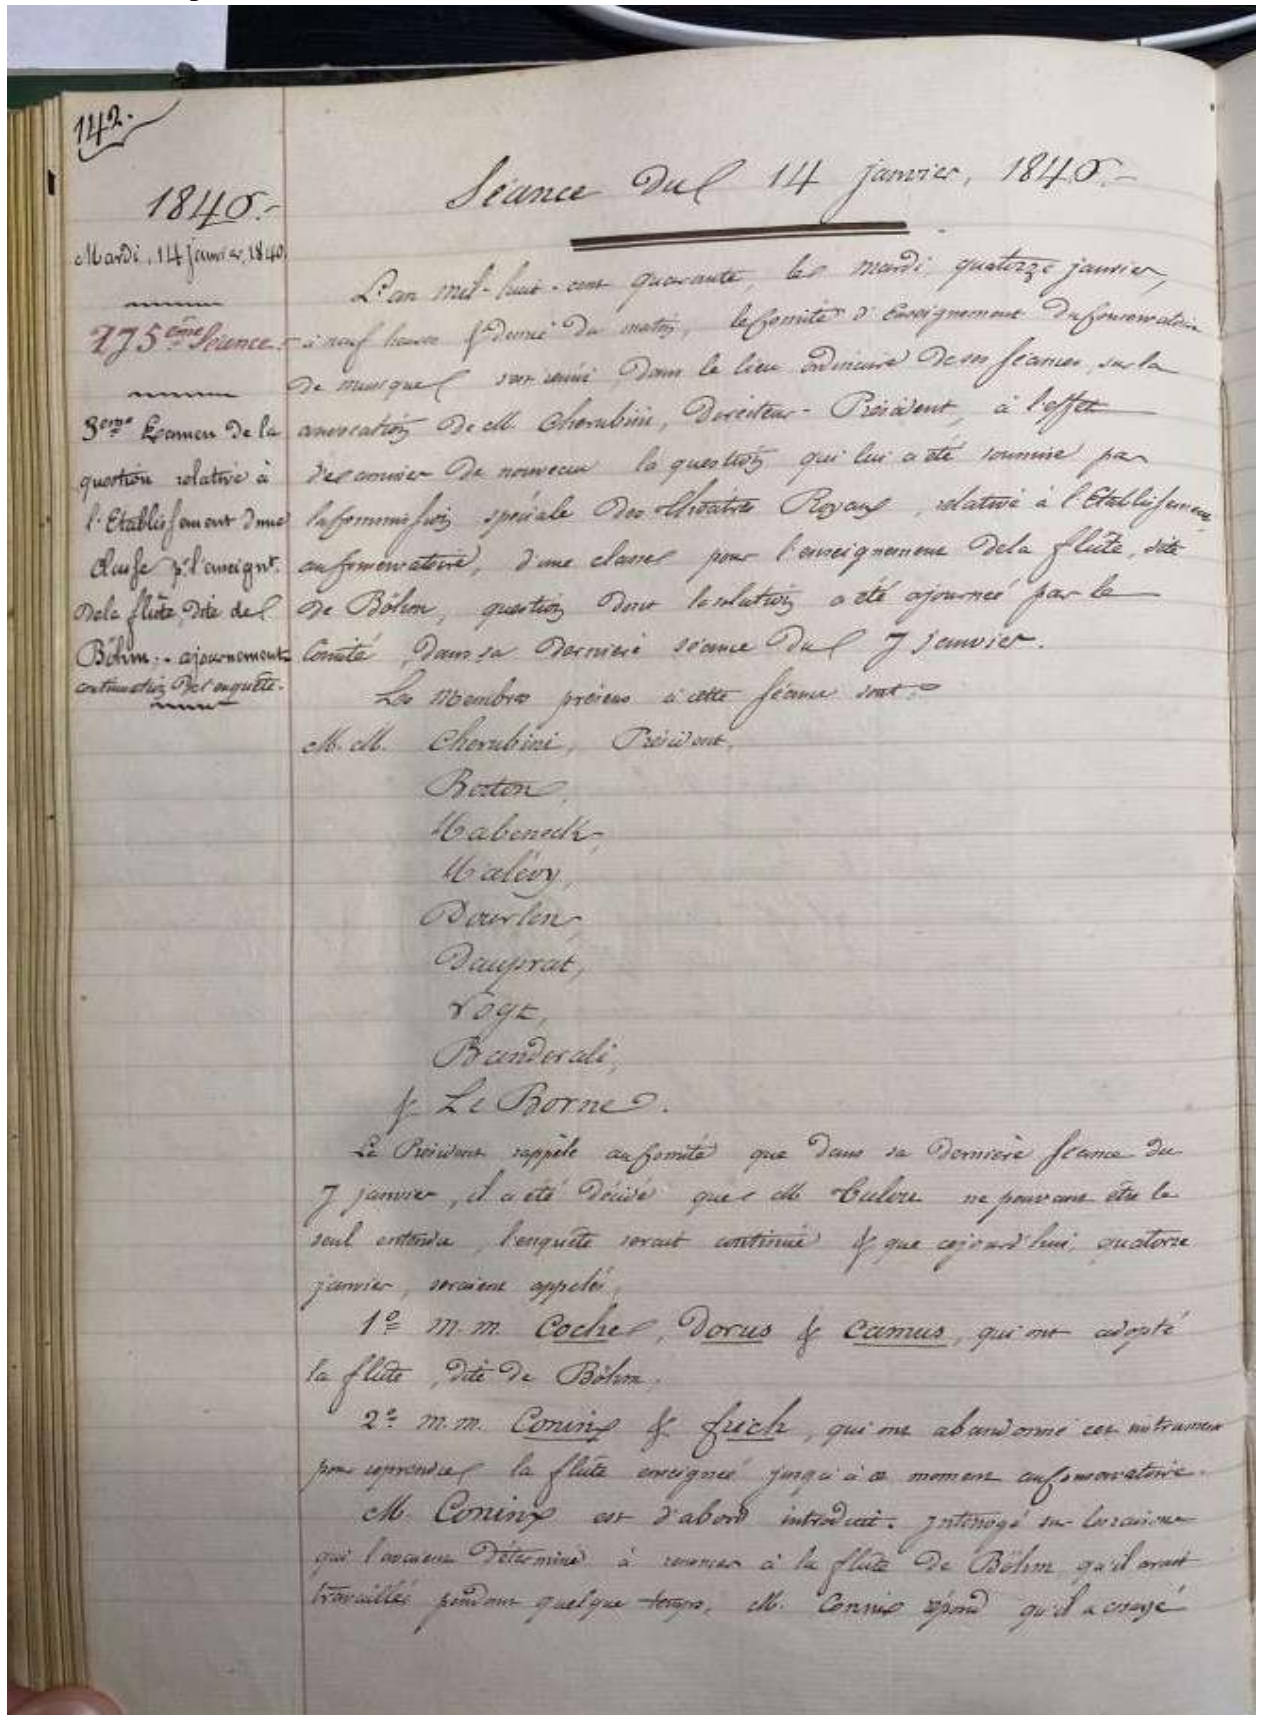 142.
1840.-
Mardi, 14 janvier, 1840.
275ème Séance.-
3ème Examen de la
question relative à
l'Etablissement d'une
Classe pr. l'enseignt.
de la flûte, dite de
Böhm. - ajournement
continuation de l'enquête.
Séance du 14 janvier, 1840.-
L'an mil-huit-cent quarante, le mardi, quatorze janvier,
à neuf heures & demie du matin, le Comité d'Enseignement du Conservatoire
de musique s'est réuni, dans le lieu ordinaire de ses séances, sur la
convocation de M. Cherubini, Directeur-Président, à l'effet
d'examiner de nouveau la question qui lui a été soumise par
la Commission spéciale des Théâtres Royaux, relative à l'Etablissement
au Conservatoire, d'une classe pour l'enseignement de la flûte, dite
de Böhm, question dont la solution a été ajournée par le
Comité, dans sa dernière séance du 7 janvier.
Les Membres présens à cette séance sont:
M.M. Cherubini, Président,
Berton,
Habeneck,
Halévy,
Dourlen,
Dauprat,
Vogt,
Banderali,
& Le Borne.
Le Président rappèle au Comité que dans sa dernière séance du
7 janvier, il a été décidé que M. Tulou ne pouvant être le
seul entendu, l'enquête serait continuée & que cejourd'hui, quatorze
janvier, seraient appelés,
1º m.m. Coche, Dorus & Camus, qui ont adopté
la flûte, dite de Böhm,
2º m.m. Coninx & frich, qui ont abandonné cet instrument
pour reprendre la flûte enseignée jusqu'à ce moment au Conservatoire.
M. Coninx est d'abord introduit. Interrogé sur les raisons
qui l'avaient déterminé à renoncer à la flûte de Böhm, qu'il avait
travaillée pendant quelque temps, M. Coninx répond qu'il a essayé